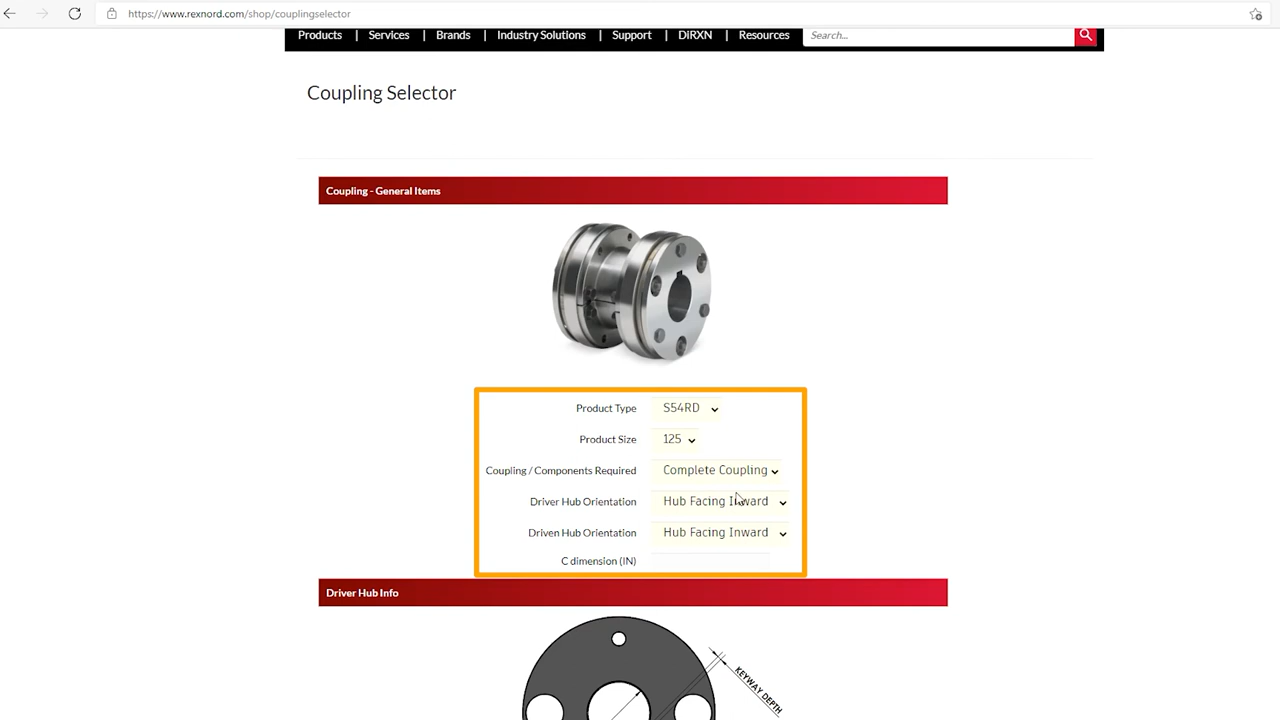 https://www.rexnord.com/shop/couplingselector
Products | Services | Brands | Industry Solutions | Support | DiRXN | Resources Search...
Coupling Selector
Coupling - General Items
Product Type S54RD
Product Size 125
Coupling / Components Required Complete Coupling
Driver Hub Orientation Hub Facing Inward
Driven Hub Orientation Hub Facing Inward
C dimension (IN)
Driver Hub Info
KEYWAY DEPTH